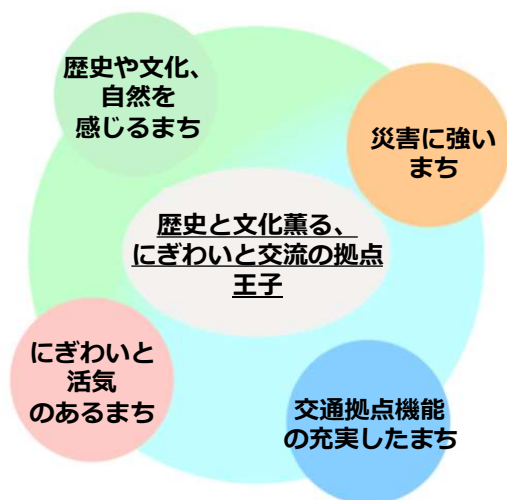 歴史や文化、
自然を
感じるまち
災害に強い
まち
歴史と文化薫る、
にぎわいと交流の拠点
王子
にぎわいと
活気
のあるまち
交通拠点機能
の充実したまち